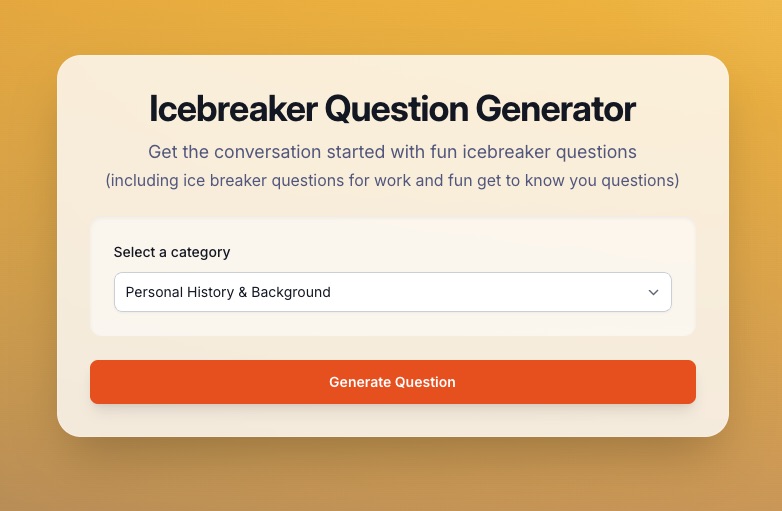 Icebreaker Question Generator
Get the conversation started with fun icebreaker questions
(including ice breaker questions for work and fun get to know you questions)
Select a category
Personal History & Background
Generate Question